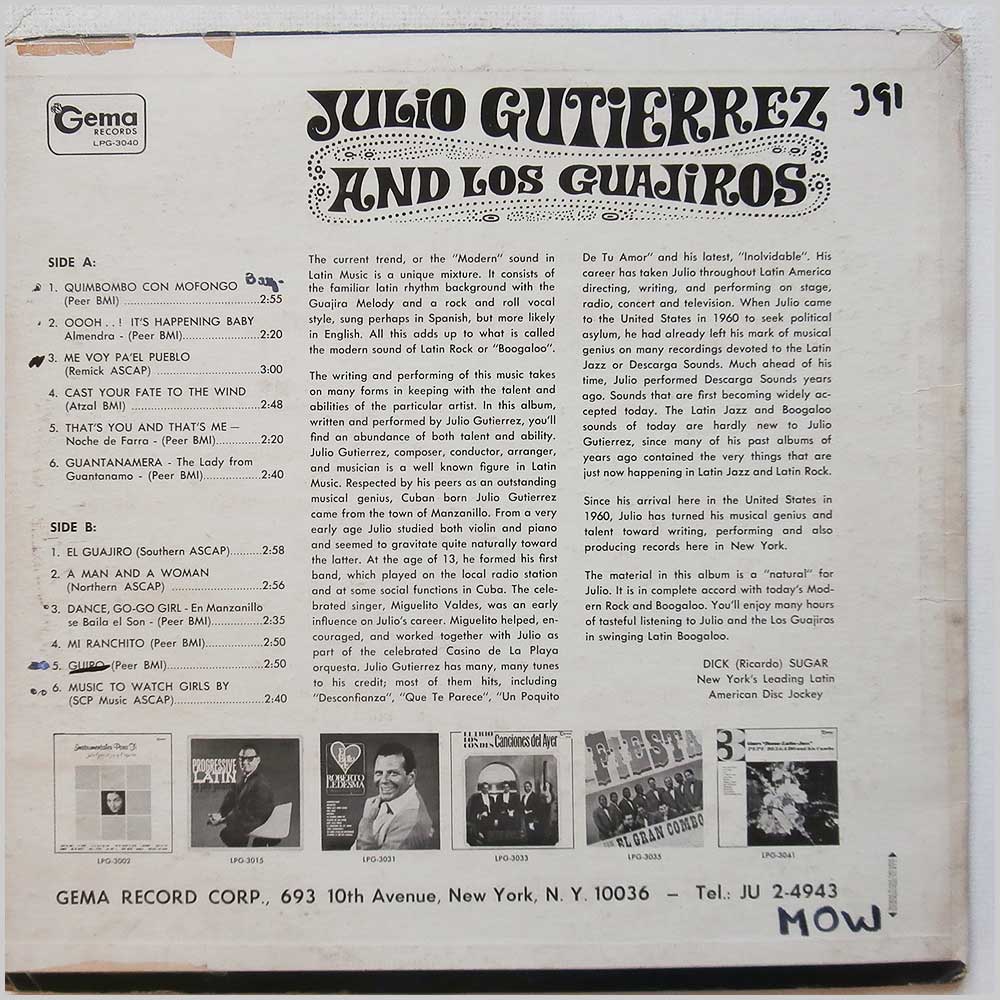 Gema
RECORDS
LPG-3040
JULIO GUTIERREZ
AND LOS GUAJIROS
391
SIDE A:
1. QUIMBOMBO CON MOFONGO
(Peer BMI) ........2:55
2. OOOH . . ! IT'S HAPPENING BABY
Almendra - (Peer BMI)........2:20
3. ME VOY PA'EL PUEBLO
(Remick ASCAP) ........3:00
4. CAST YOUR FATE TO THE WIND
(Atzal BMI) ........2:48
5. THAT'S YOU AND THAT'S ME —
Noche de Farra - (Peer BMI)........2:20
6. GUANTANAMERA - The Lady from
Guantanamo - (Peer BMI)........2:40
SIDE B:
1. EL GUAJIRO (Southern ASCAP)........2:58
2. A MAN AND A WOMAN
(Northern ASCAP) ........2:56
3. DANCE, GO-GO GIRL - En Manzanillo
se Baila el Son - (Peer BMI)........2:35
4. MI RANCHITO (Peer BMI)........2:50
5. GUIRO (Peer BMI)........2:50
6. MUSIC TO WATCH GIRLS BY
(SCP Music ASCAP)........2:40
The current trend, or the "Modern" sound in
Latin Music is a unique mixture. It consists of
the familiar latin rhythm background with the
Guajira Melody and a rock and roll vocal
style, sung perhaps in Spanish, but more likely
in English. All this adds up to what is called
the modern sound of Latin Rock or "Boogaloo".
The writing and performing of this music takes
on many forms in keeping with the talent and
abilities of the particular artist. In this album,
written and performed by Julio Gutierrez, you'll
find an abundance of both talent and ability.
Julio Gutierrez, composer, conductor, arranger,
and musician is a well known figure in Latin
Music. Respected by his peers as an outstanding
musical genius, Cuban born Julio Gutierrez
came from the town of Manzanillo. From a very
early age Julio studied both violin and piano
and seemed to gravitate quite naturally toward
the latter. At the age of 13, he formed his first
band, which played on the local radio station
and at some social functions in Cuba. The cele-
brated singer, Miguelito Valdes, was an early
influence on Julio's career. Miguelito helped, en-
couraged, and worked together with Julio as
part of the celebrated Casino de La Playa
orquesta. Julio Gutierrez has many, many tunes
to his credit; most of them hits, including
"Desconfianza", "Que Te Parece", "Un Poquito
De Tu Amor" and his latest, "Inolvidable". His
career has taken Julio throughout Latin America
directing, writing, and performing on stage,
radio, concert and television. When Julio came
to the United States in 1960 to seek political
asylum, he had already left his mark of musical
genius on many recordings devoted to the Latin
Jazz or Descarga Sounds. Much ahead of his
time, Julio performed Descarga Sounds years
ago. Sounds that are first becoming widely ac-
cepted today. The Latin Jazz and Boogaloo
sounds of today are hardly new to Julio
Gutierrez, since many of his past albums of
years ago contained the very things that are
just now happening in Latin Jazz and Latin Rock.
Since his arrival here in the United States in
1960, Julio has turned his musical genius and
talent toward writing, performing and also
producing records here in New York.
The material in this album is a "natural" for
Julio. It is in complete accord with today's Mod-
ern Rock and Boogaloo. You'll enjoy many hours
of tasteful listening to Julio and the Los Guajiros
in swinging Latin Boogaloo.
DICK (Ricardo) SUGAR
New York's Leading Latin
American Disc Jockey
Instrumentales Para Ti
PROGRESSIVE
LATIN
ROBERTO
LEDESMA
EL TRIO
LOS CONDES
Canciones del Ayer
FIESTA
CON EL GRAN COMBO
3
LPG-3002
LPG-3015
LPG-3031
LPG-3033
LPG-3035
LPG-3041
GEMA RECORD CORP., 693 10th Avenue, New York, N. Y. 10036 — Tel.: JU 2-4943
MOW